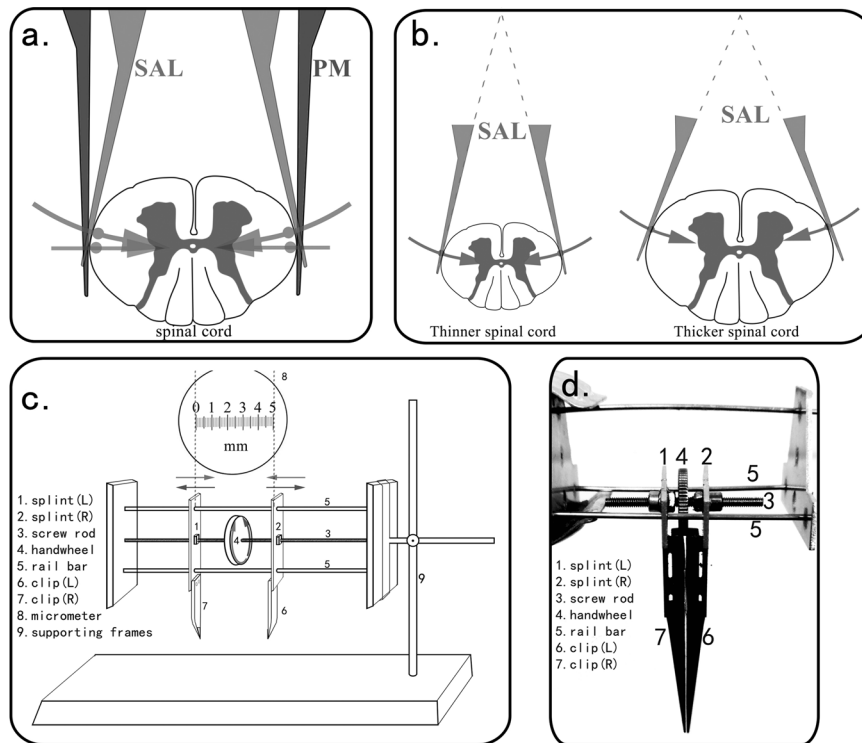 a.
SAL
PM
spinal cord
b.
SAL
SAL
Thinner spinal cord
Thicker spinal cord
c.
8
0 1 2 3 4 5
mm
1. splint(L)
2. splint(R)
3. screw rod
4. handwheel
5. rail bar
6. clip(L)
7. clip(R)
8. micrometer
9. supporting frames
5
1
4
2
3
5
7
6
9
d.
1 4 2
5
3
5
1. splint(L)
2. splint(R)
3. screw rod
4. handwheel
5. rail bar
6. clip(L)
7. clip(R)
7
6